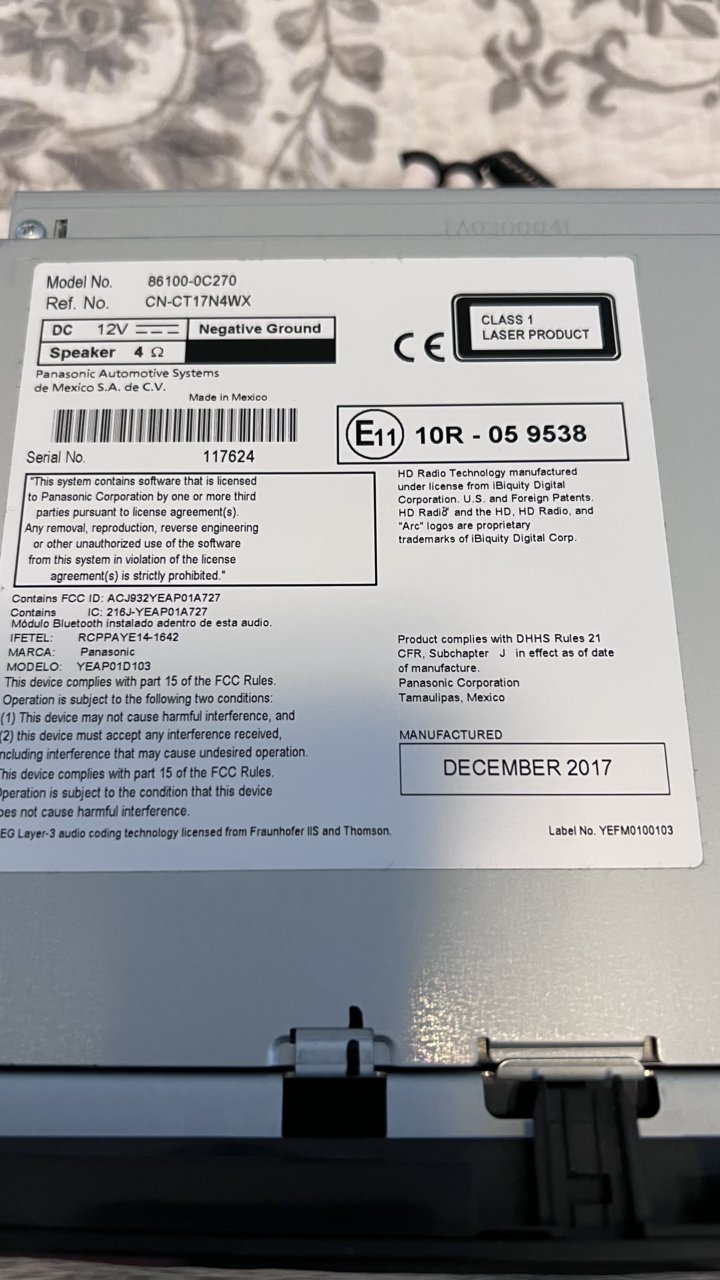 Model No. 86100-0C270
Ref. No. CN-CT17N4WX
DC 12V Negative Ground
Speaker 4 Ω
CE
CLASS 1
LASER PRODUCT
Panasonic Automotive Systems
de Mexico S.A. de C.V.
Made in Mexico
Serial No. 117624
E11 10R - 05 9538
"This system contains software that is licensed
to Panasonic Corporation by one or more third
parties pursuant to license agreement(s).
Any removal, reproduction, reverse engineering
or other unauthorized use of the software
from this system in violation of the license
agreement(s) is strictly prohibited."
HD Radio Technology manufactured
under license from iBiquity Digital
Corporation. U.S. and Foreign Patents.
HD Radio and the HD, HD Radio, and
"Arc" logos are proprietary
trademarks of iBiquity Digital Corp.
Contains FCC ID: ACJ932YEAP01A727
Contains IC: 216J-YEAP01A727
Módulo Bluetooth instalado adentro de esta audio.
IFETEL: RCPPAYE14-1642
MARCA: Panasonic
MODELO: YEAP01D103
This device complies with part 15 of the FCC Rules.
Operation is subject to the following two conditions:
(1) This device may not cause harmful interference, and
(2) this device must accept any interference received,
ncluding interference that may cause undesired operation.
This device complies with part 15 of the FCC Rules.
peration is subject to the condition that this device
oes not cause harmful interference.
EG Layer-3 audio coding technology licensed from Fraunhofer IIS and Thomson.
Product complies with DHHS Rules 21
CFR, Subchapter J in effect as of date
of manufacture.
Panasonic Corporation
Tamaulipas, Mexico
MANUFACTURED
DECEMBER 2017
Label No. YEFM0100103